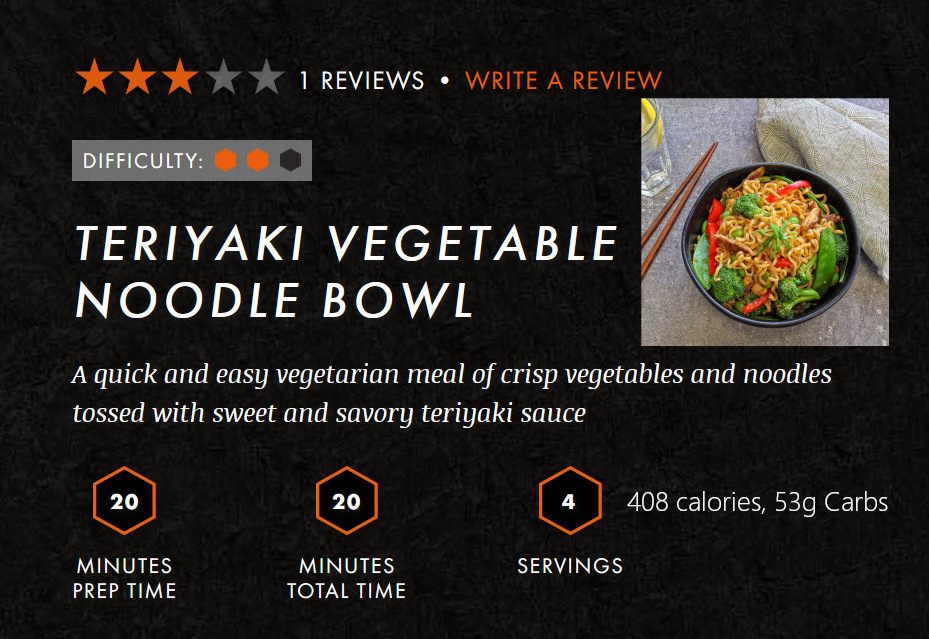 1 REVIEWS • WRITE A REVIEW
DIFFICULTY:
TERIYAKI VEGETABLE
NOODLE BOWL
A quick and easy vegetarian meal of crisp vegetables and noodles
tossed with sweet and savory teriyaki sauce
20
MINUTES
PREP TIME
20
MINUTES
TOTAL TIME
4
SERVINGS
408 calories, 53g Carbs